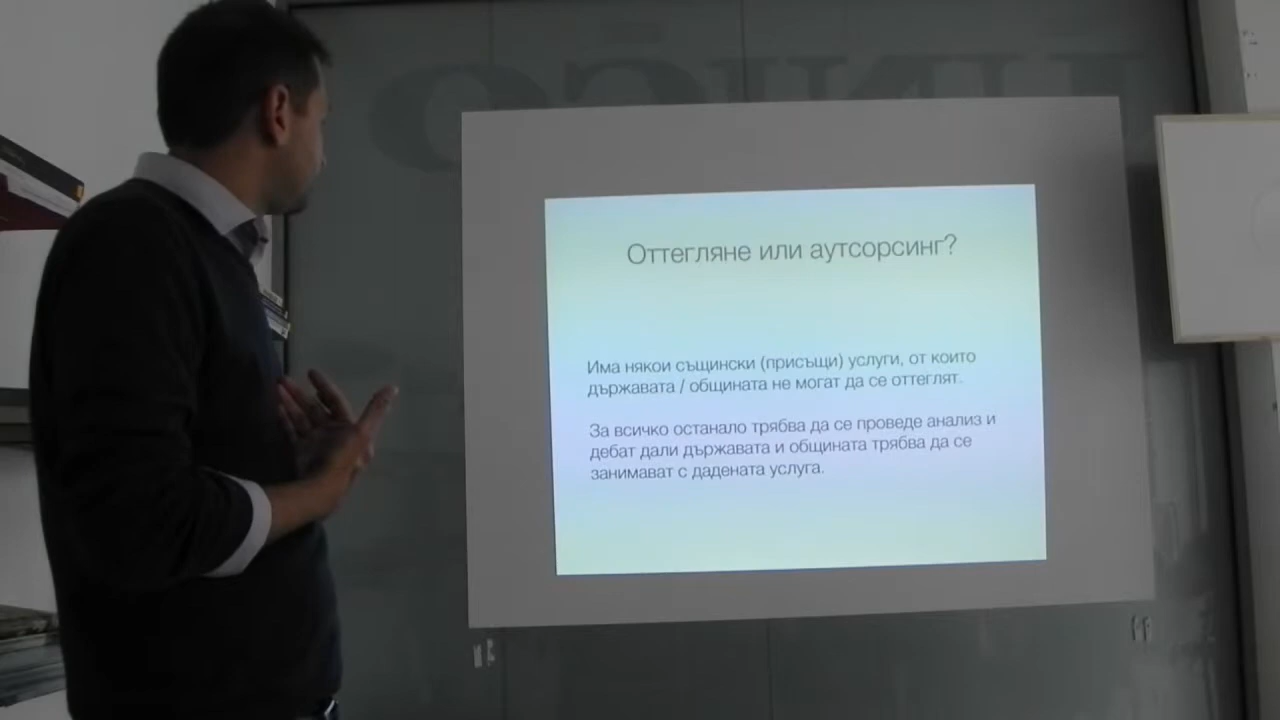 Оттегляне или аутсорсинг?
Има някои същински (присъщи) услуги, от които
държавата / общината не могат да се оттеглят.
За всичко останало трябва да се проведе анализ и
дебат дали държавата и общината трябва да се
занимават с дадената услуга.